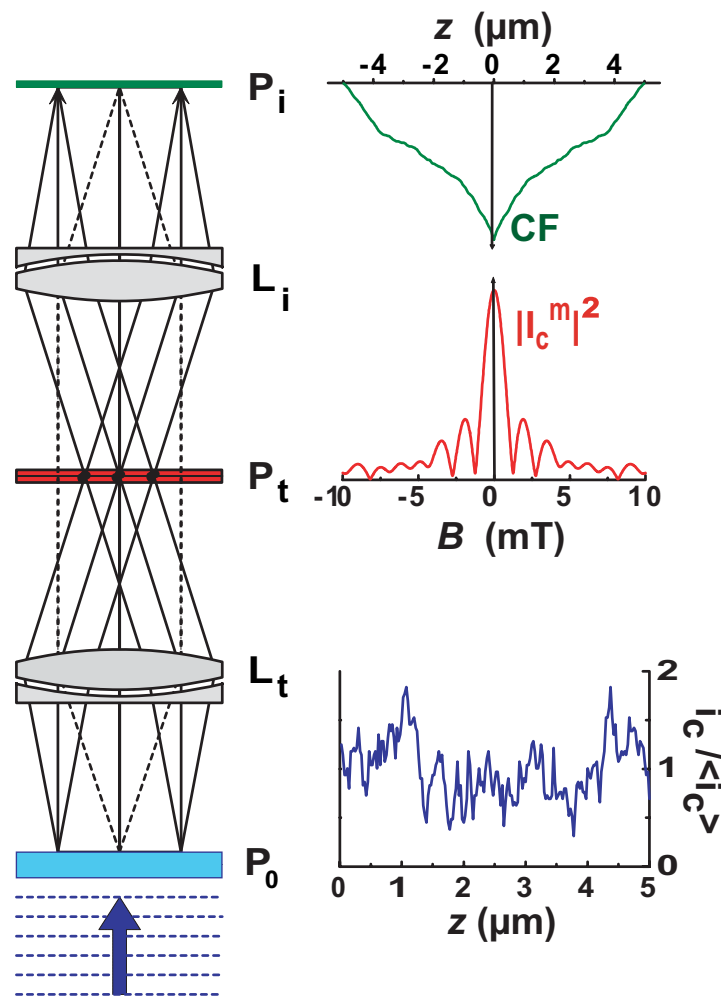 z (μm)
-4 -2 0 2 4
P_i
CF
L_i
|I_c^m|²
P_t
-10 -5 0 5 10
B (mT)
L_t
2
1
0
i_c /<i_c>
P_0
0 1 2 3 4 5
z (μm)